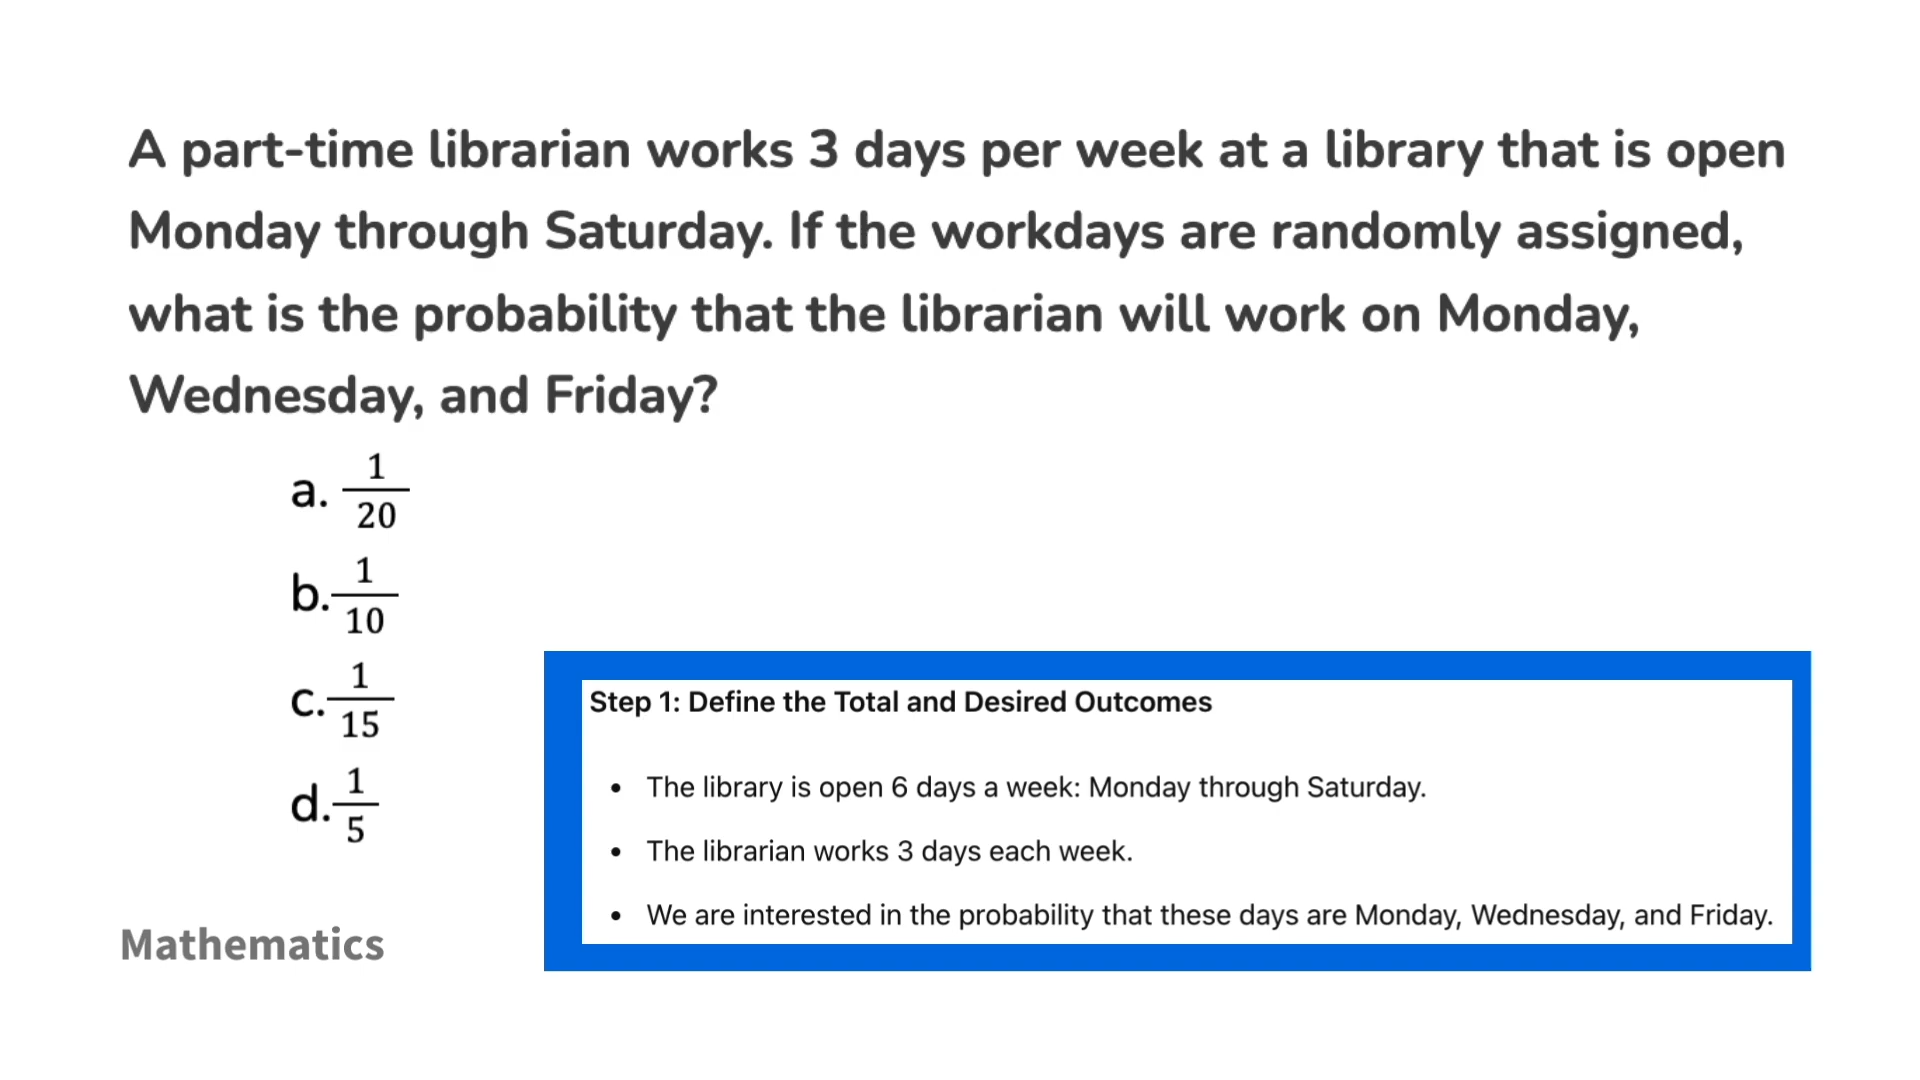 A part-time librarian works 3 days per week at a library that is open
Monday through Saturday. If the workdays are randomly assigned,
what is the probability that the librarian will work on Monday,
Wednesday, and Friday?
a. 1/20
b. 1/10
c. 1/15
d. 1/5
Step 1: Define the Total and Desired Outcomes
• The library is open 6 days a week: Monday through Saturday.
• The librarian works 3 days each week.
• We are interested in the probability that these days are Monday, Wednesday, and Friday.
Mathematics